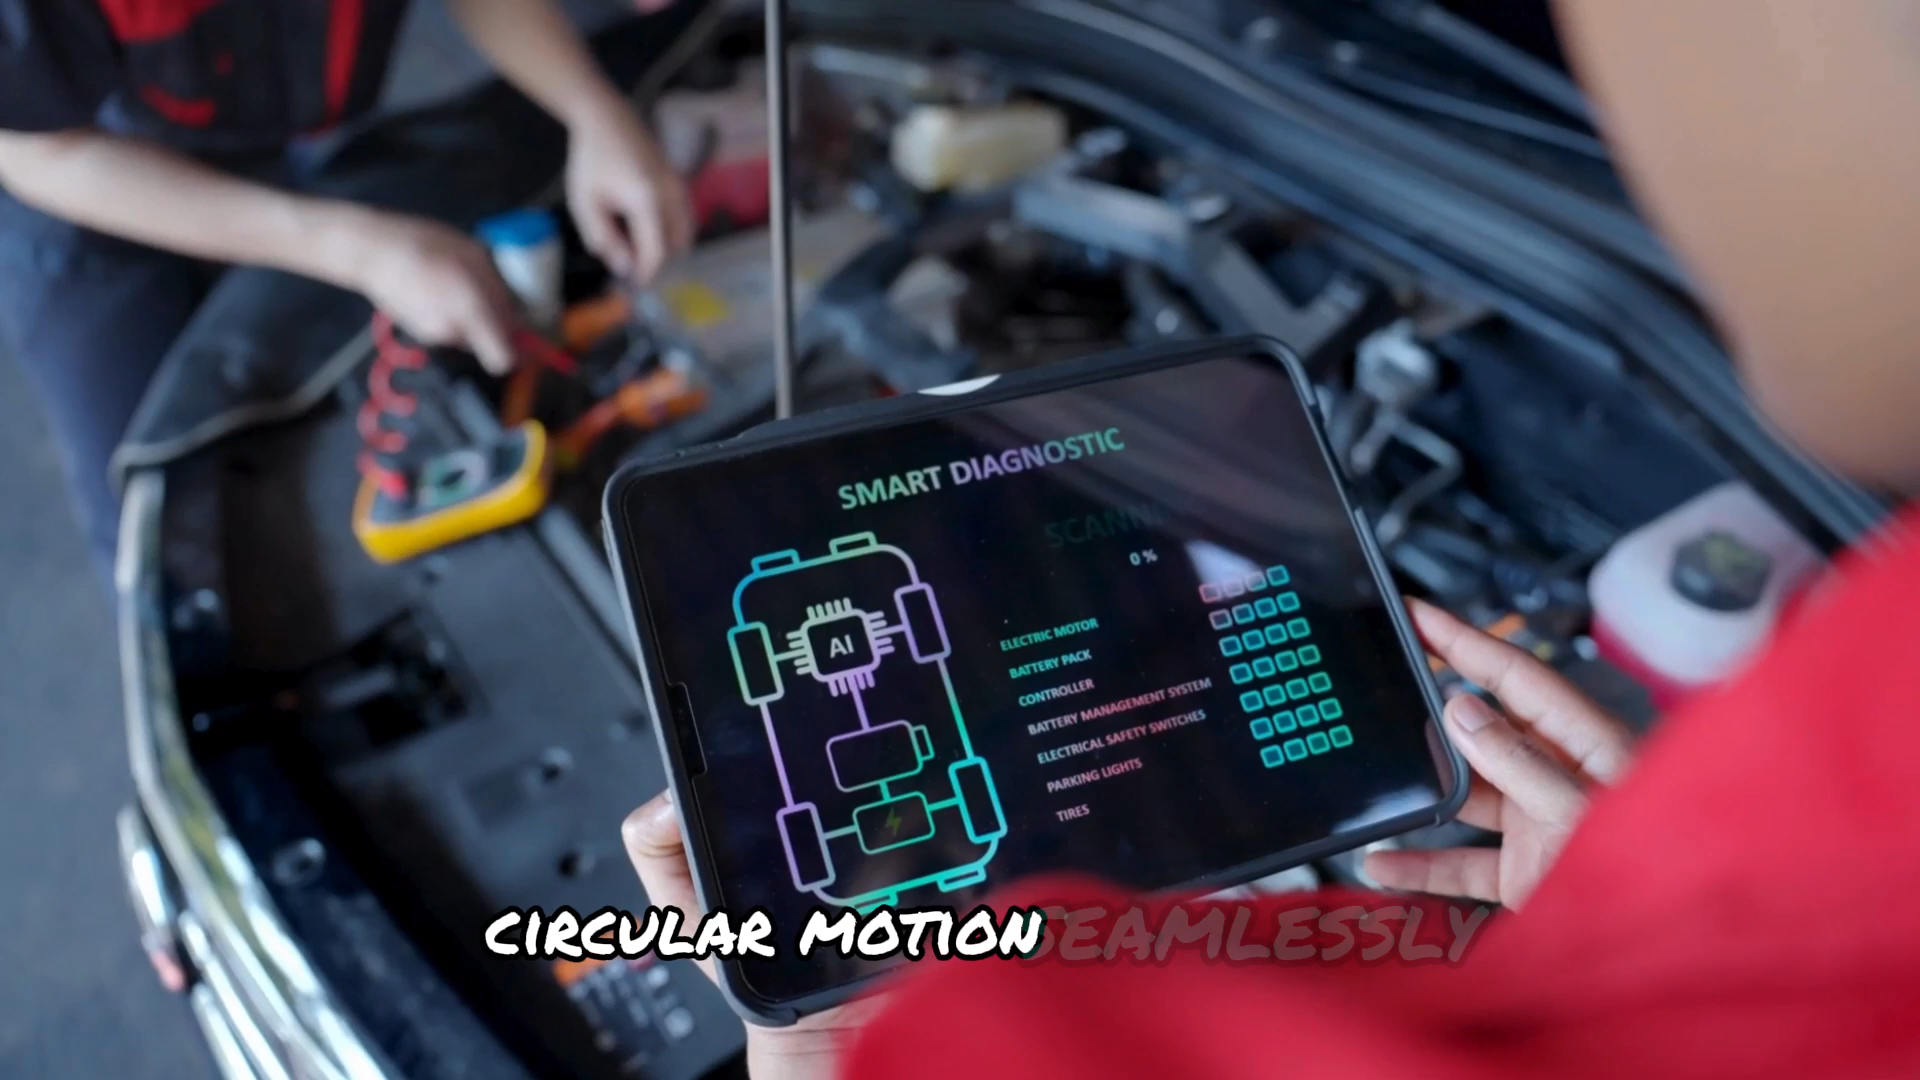 SMART DIAGNOSTIC
0 %
AI
ELECTRIC MOTOR
BATTERY PACK
CONTROLLER
BATTERY MANAGEMENT SYSTEM
ELECTRICAL SAFETY SWITCHES
PARKING LIGHTS
TIRES
CIRCULAR MOTION SEAMLESSLY